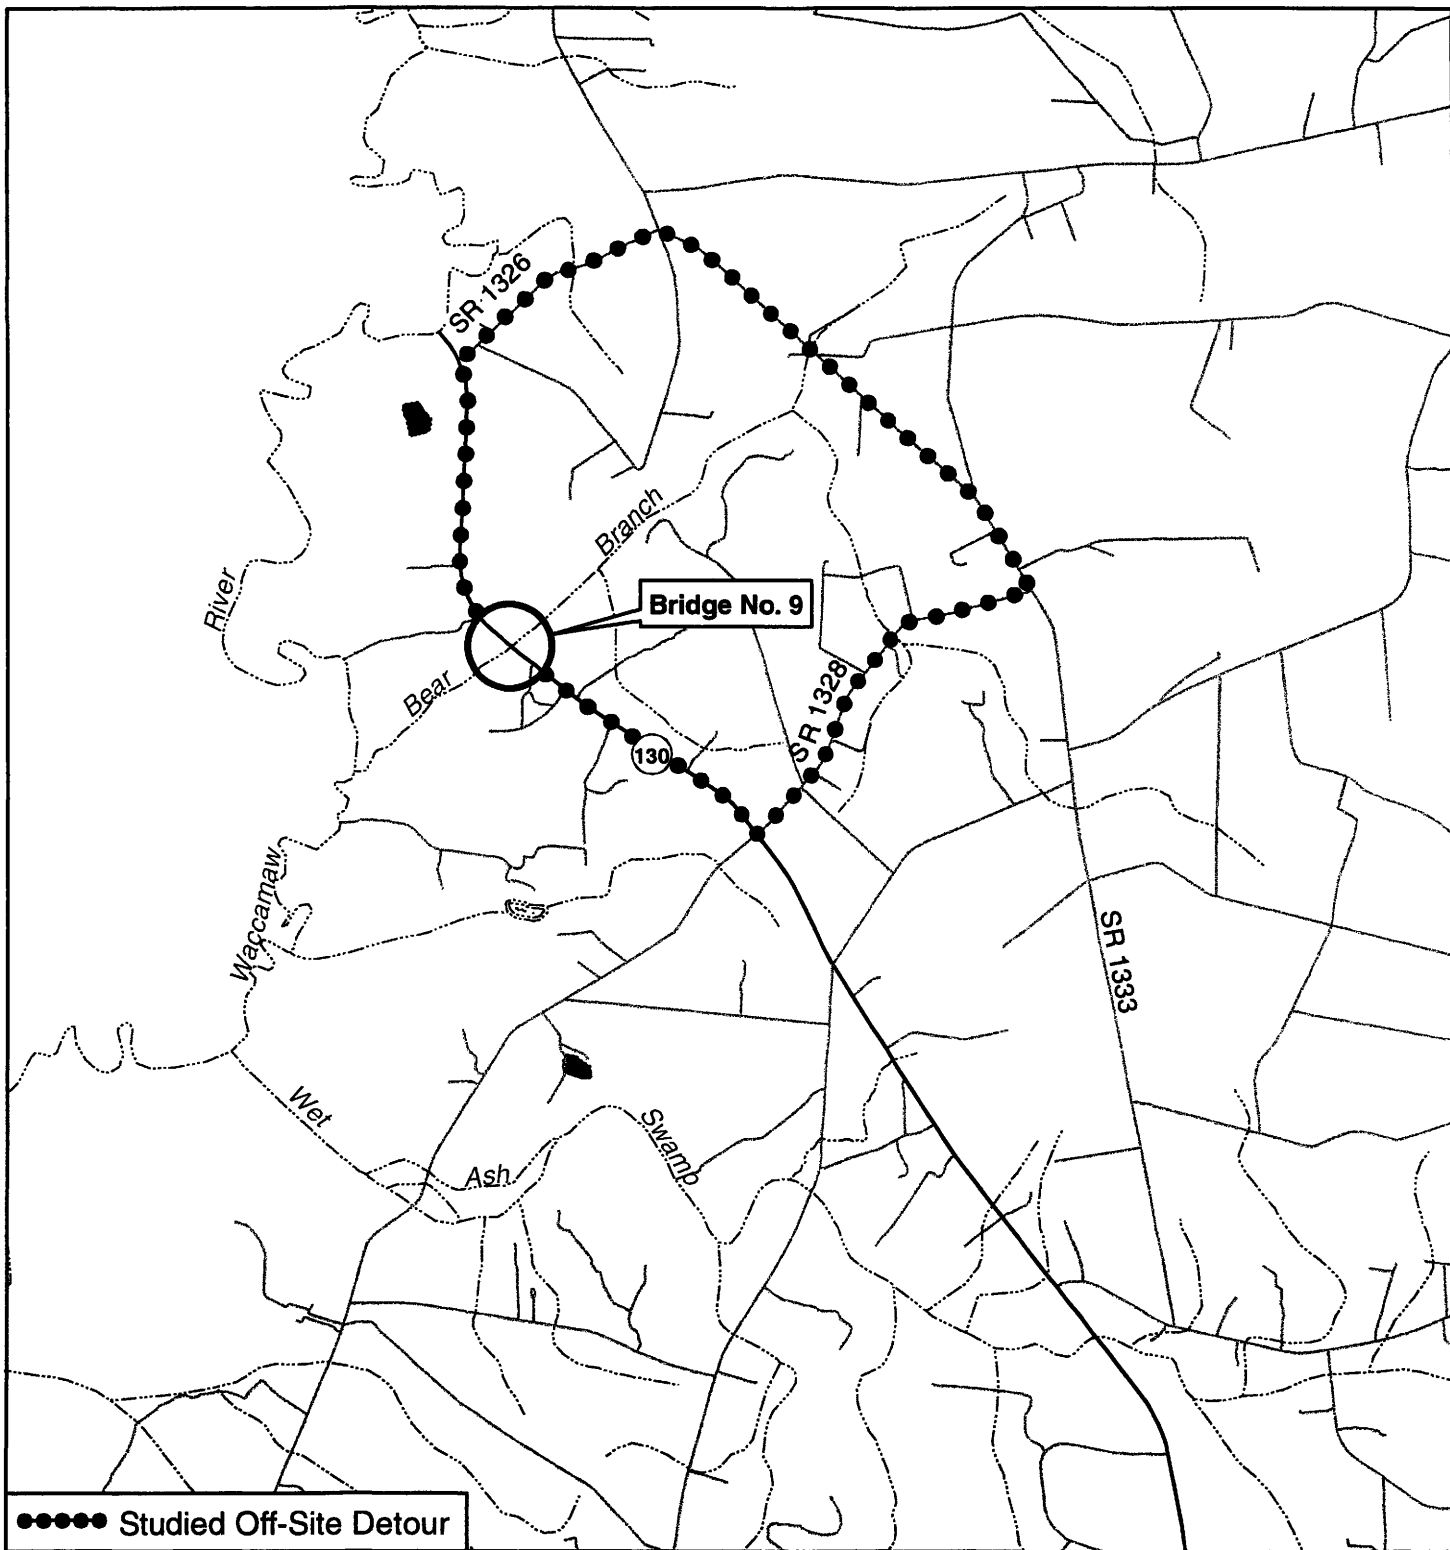 SR 1326
Branch
River
Bridge No. 9
Bear
SR 1328
130
Waccamaw
SR 1333
Wet
Swamp
Ash
Studied Off-Site Detour